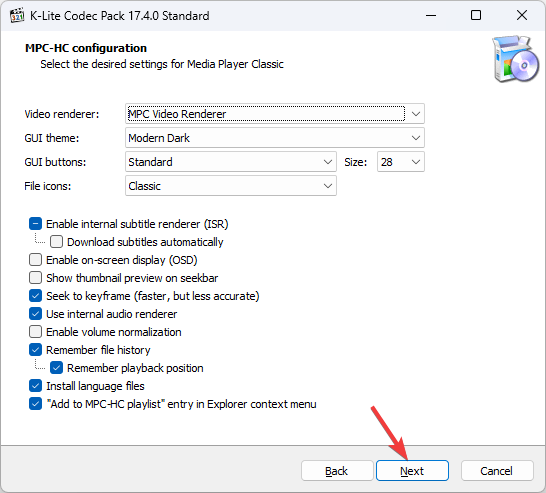 K-Lite Codec Pack 17.4.0 Standard
MPC-HC configuration
Select the desired settings for Media Player Classic
Video renderer: MPC Video Renderer
GUI theme: Modern Dark
GUI buttons: Standard Size: 28
File icons: Classic
Enable internal subtitle renderer (ISR)
Download subtitles automatically
Enable on-screen display (OSD)
Show thumbnail preview on seekbar
Seek to keyframe (faster, but less accurate)
Use internal audio renderer
Enable volume normalization
Remember file history
Remember playback position
Install language files
"Add to MPC-HC playlist" entry in Explorer context menu
Back Next Cancel